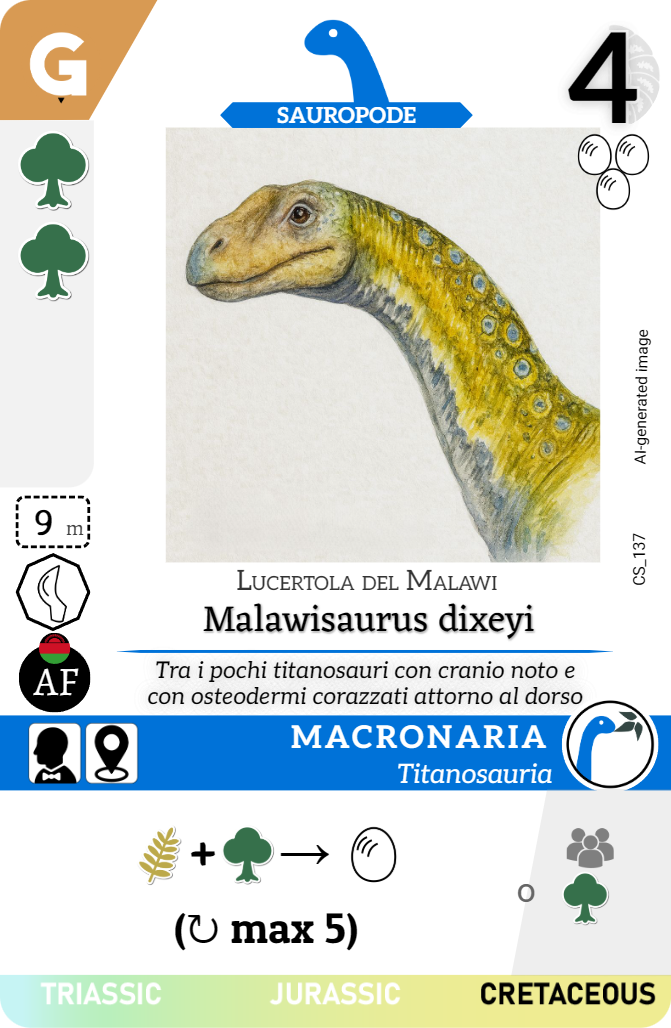 G
SAUROPODE
4
AI-generated image
CS_137
9 m
AF
Lucertola del Malawi
Malawisaurus dixeyi
Tra i pochi titanosauri con cranio noto e
con osteodermi corazzati attorno al dorso
MACRONARIA
Titanosauria
+ →
(↻ max 5)
o
TRIASSIC JURASSIC CRETACEOUS